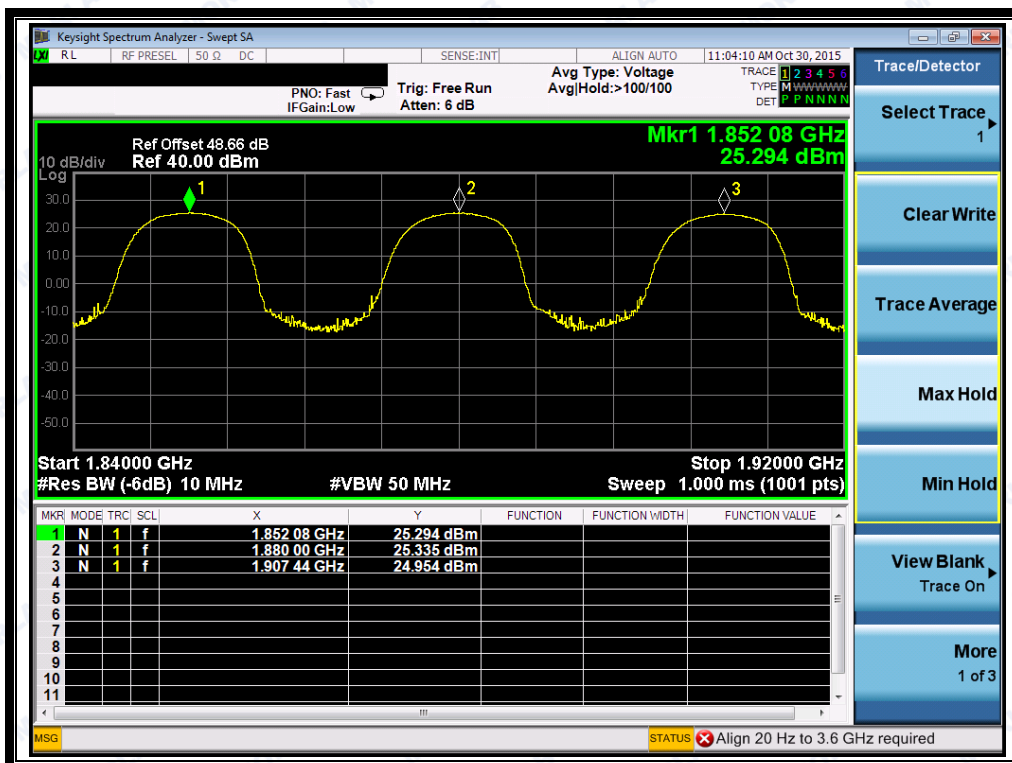 Keysight Spectrum Analyzer - Swept SA
LXI RL RF PRESEL 50 Ω DC SENSE:INT ALIGN AUTO 11:04:10 AM Oct 30, 2015
PNO: Fast
IFGain:Low
Trig: Free Run
Atten: 6 dB
Avg Type: Voltage
Avg|Hold:>100/100
TRACE 1 2 3 4 5 6
TYPE M WWWWW
DET P P N N N N
Ref Offset 48.66 dB
10 dB/div Ref 40.00 dBm
Log
Mkr1 1.852 08 GHz
25.294 dBm
30.0
20.0
10.0
0.00
-10.0
-20.0
-30.0
-40.0
-50.0
1
2
3
Start 1.84000 GHz Stop 1.92000 GHz
#Res BW (-6dB) 10 MHz #VBW 50 MHz Sweep 1.000 ms (1001 pts)
MKR MODE TRC SCL X Y FUNCTION FUNCTION WIDTH FUNCTION VALUE
1 N 1 f 1.852 08 GHz 25.294 dBm
2 N 1 f 1.880 00 GHz 25.335 dBm
3 N 1 f 1.907 44 GHz 24.954 dBm
4
5
6
7
8
9
10
11
MSG STATUS Align 20 Hz to 3.6 GHz required
Trace/Detector
Select Trace
1
Clear Write
Trace Average
Max Hold
Min Hold
View Blank
Trace On
More
1 of 3